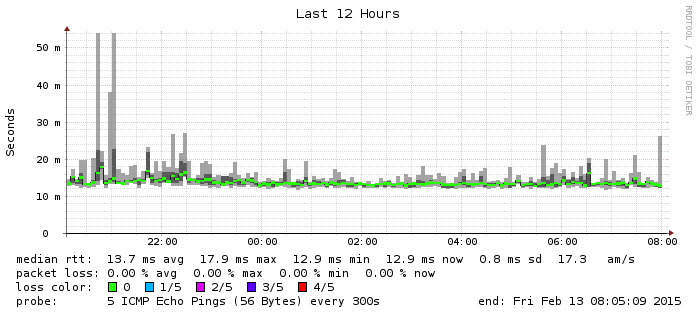 Last 12 Hours
RRDTOOL / TOBI OETIKER
Seconds
50 m
40 m
30 m
20 m
10 m
0
22:00 00:00 02:00 04:00 06:00 08:00
median rtt: 13.7 ms avg 17.9 ms max 12.9 ms min 12.9 ms now 0.8 ms sd 17.3 am/s
packet loss: 0.00 % avg 0.00 % max 0.00 % min 0.00 % now
loss color: 0 1/5 2/5 3/5 4/5
probe: 5 ICMP Echo Pings (56 Bytes) every 300s end: Fri Feb 13 08:05:09 2015